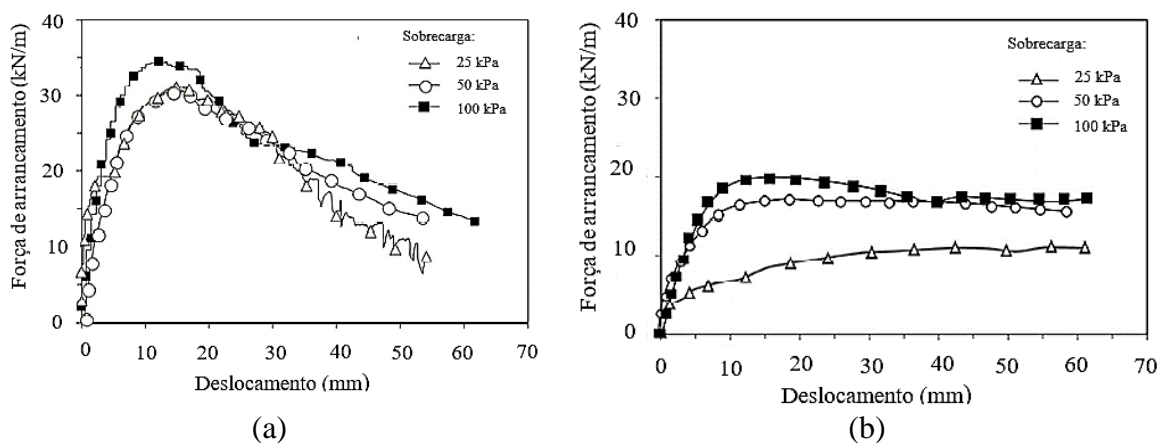 Força de arrancamento (kN/m)
40
30
20
10
0
Sobrecarga:
25 kPa
50 kPa
100 kPa
0 10 20 30 40 50 60 70
Deslocamento (mm)
(a)
Força de arrancamento (kN/m)
40
30
20
10
0
Sobrecarga:
25 kPa
50 kPa
100 kPa
0 10 20 30 40 50 60 70
Deslocamento (mm)
(b)